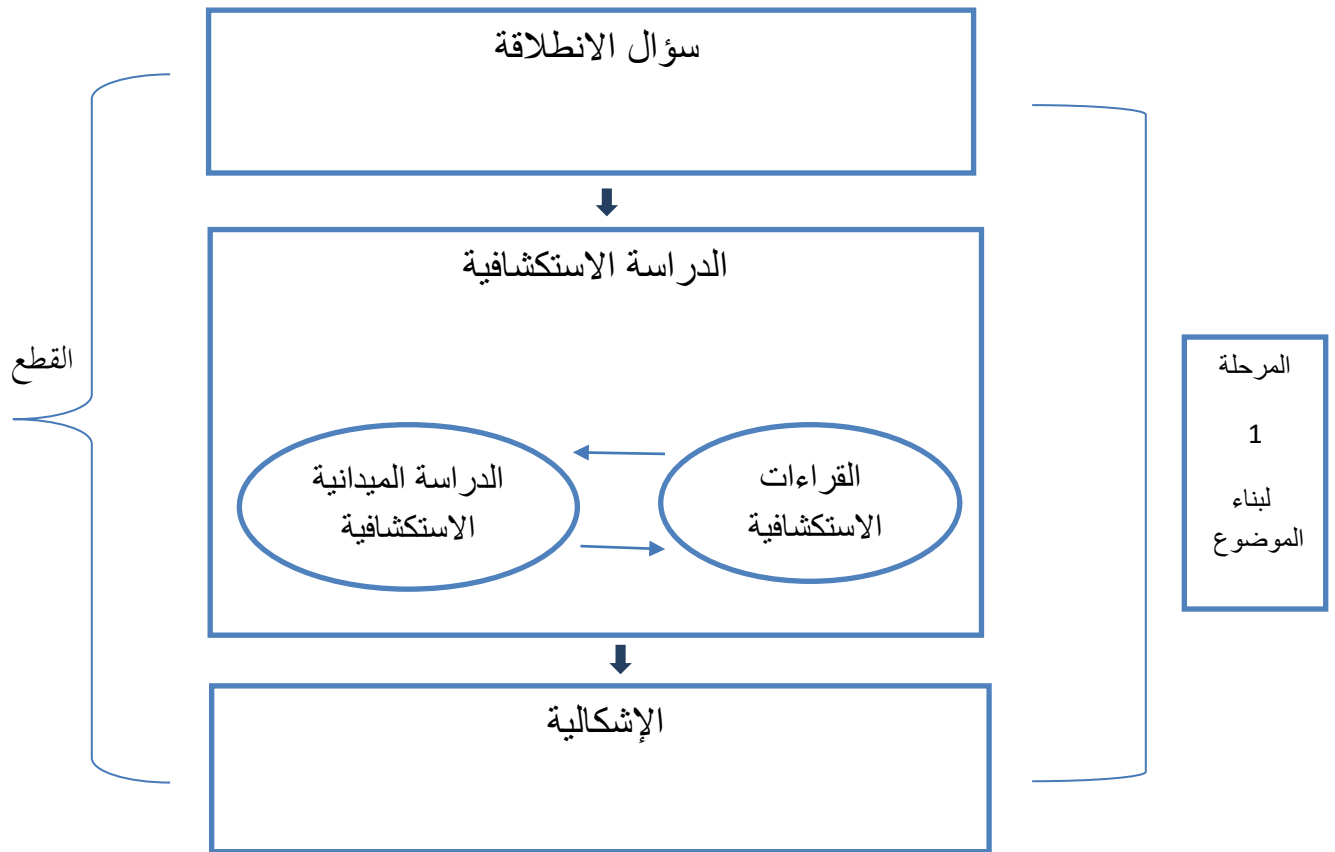 سؤال الانطلاقة
الدراسة الاستكشافية
القطع
المرحلة
1
لبناء
الموضوع
القراءات
الاستكشافية
الدراسة الميدانية
الاستكشافية
الإشكالية